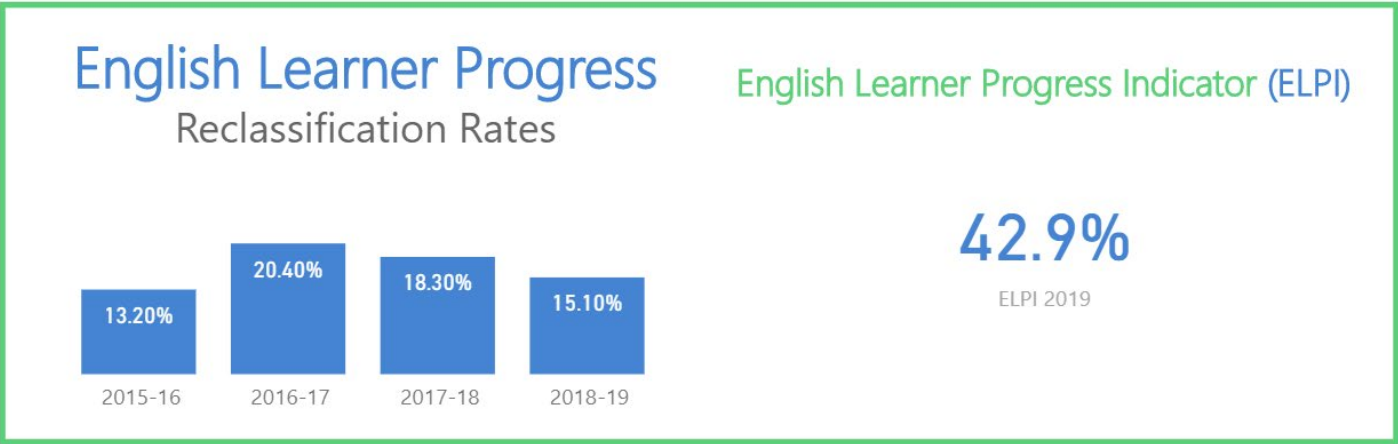 English Learner Progress
Reclassification Rates
13.20%
20.40%
18.30%
15.10%
2015-16
2016-17
2017-18
2018-19
English Learner Progress Indicator (ELPI)
42.9%
ELPI 2019